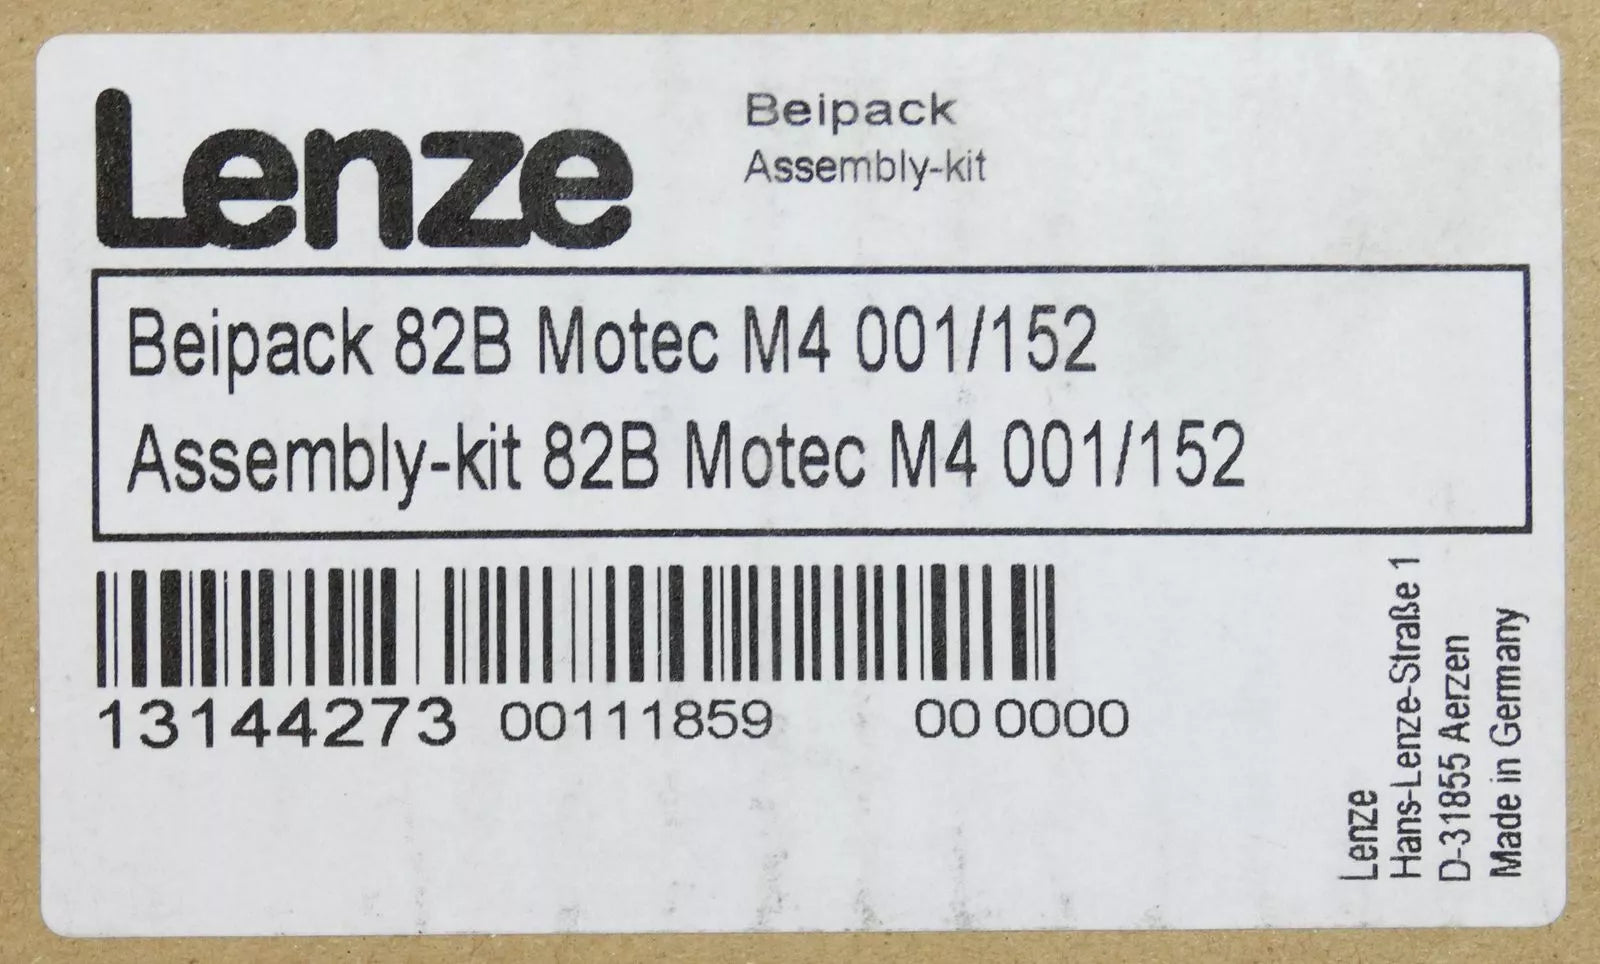 Lenze
Beipack
Assembly-kit
Beipack 82B Motec M4 001/152
Assembly-kit 82B Motec M4 001/152
13144273 00111859 00 0000
Lenze
Hans-Lenze-Straße 1
D-31855 Aerzen
Made in Germany